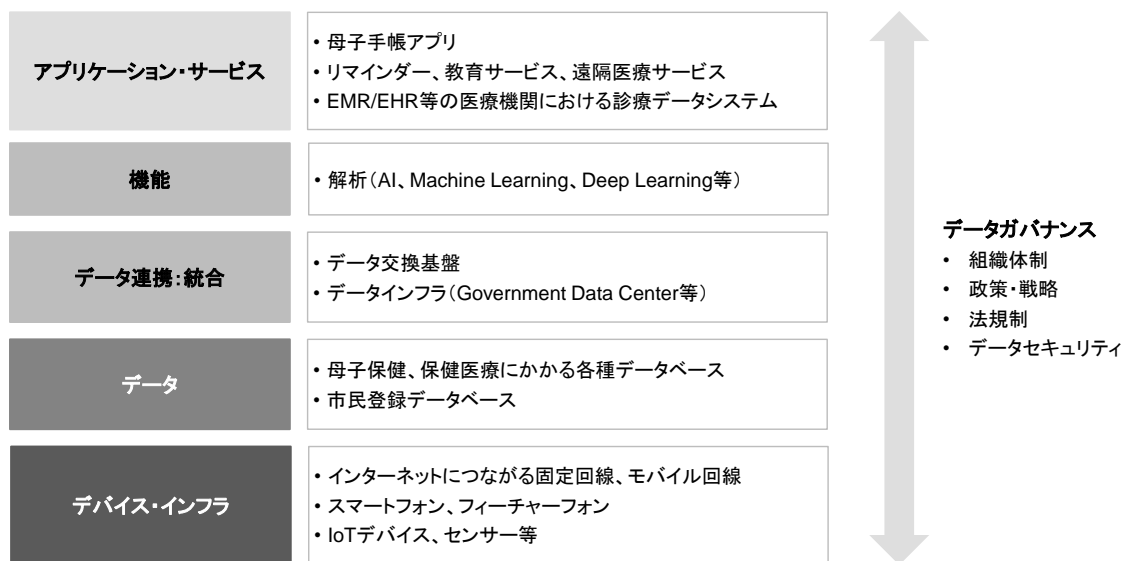 アプリケーション・サービス
• 母子手帳アプリ
• リマインダー、教育サービス、遠隔医療サービス
• EMR/EHR等の医療機関における診療データシステム
機能
• 解析（AI、Machine Learning、Deep Learning等）
データ連携：統合
• データ交換基盤
• データインフラ（Government Data Center等）
データ
• 母子保健、保健医療にかかる各種データベース
• 市民登録データベース
デバイス・インフラ
• インターネットにつながる固定回線、モバイル回線
• スマートフォン、フィーチャーフォン
• IoTデバイス、センサー等
データガバナンス
• 組織体制
• 政策・戦略
• 法規制
• データセキュリティ